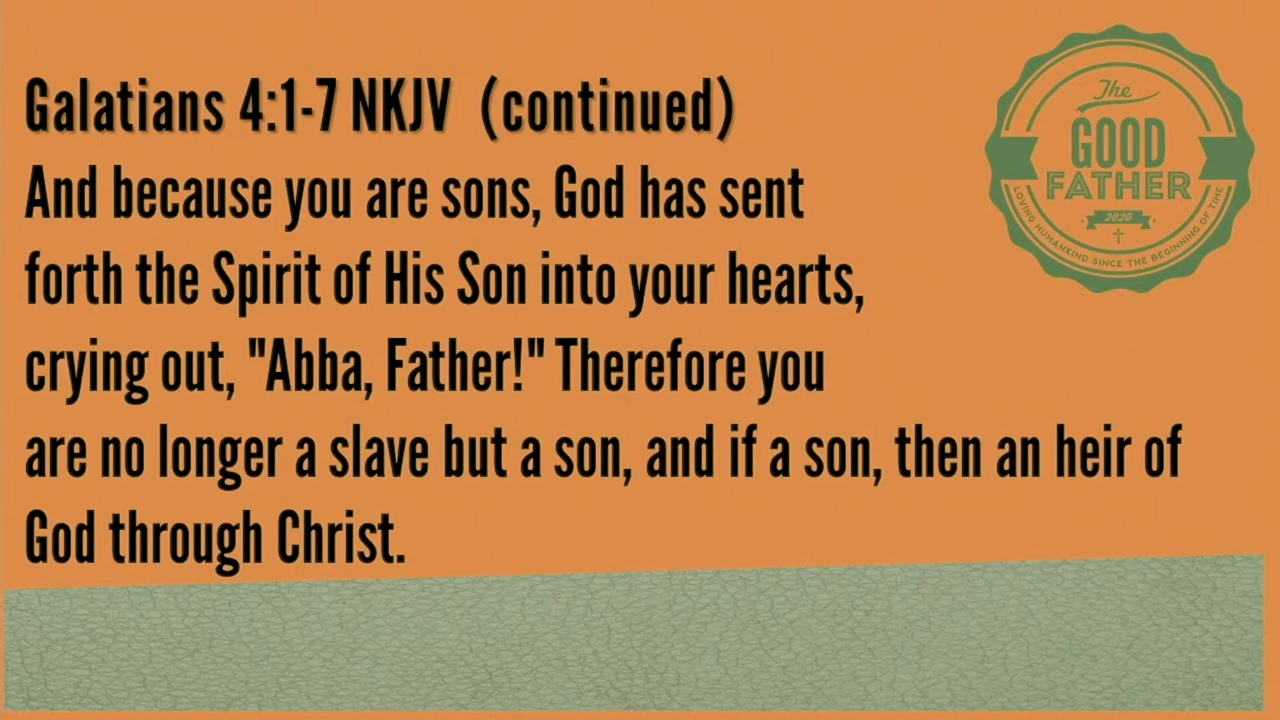 Galatians 4:1-7 NKJV (continued)
And because you are sons, God has sent
forth the Spirit of His Son into your hearts,
crying out, "Abba, Father!" Therefore you
are no longer a slave but a son, and if a son, then an heir of
God through Christ.
The
GOOD
FATHER
2020
LOVING HUMANKIND SINCE THE BEGINNING OF TIME